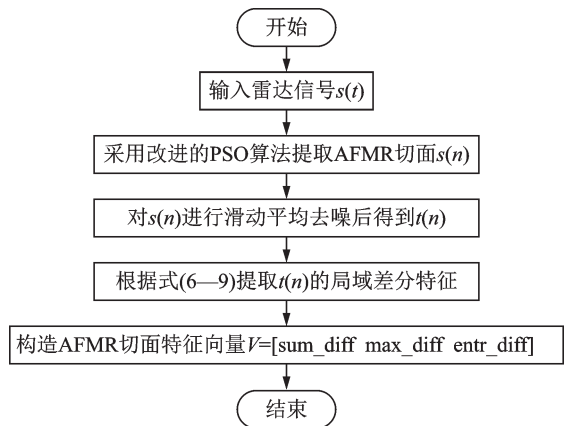 开始
输入雷达信号s(t)
采用改进的PSO算法提取AFMR切面s(n)
对s(n)进行滑动平均去噪后得到t(n)
根据式(6—9)提取t(n)的局域差分特征
构造AFMR切面特征向量V=[sum_diff max_diff entr_diff]
结束